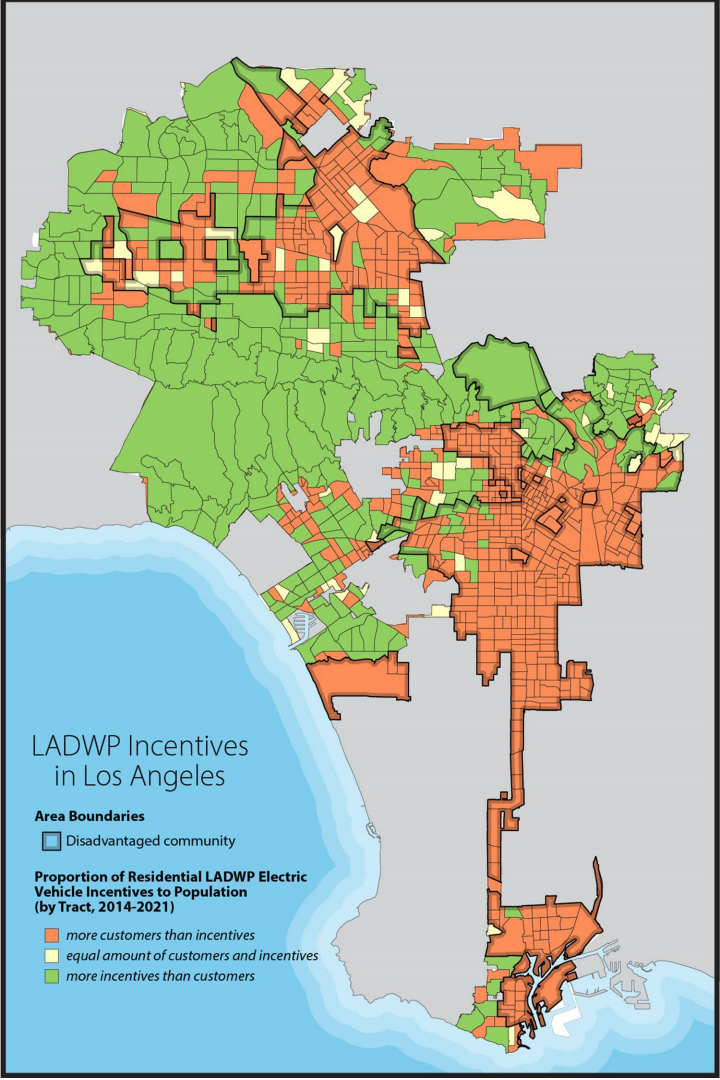 LADWP Incentives
in Los Angeles
Area Boundaries
Disadvantaged community
Proportion of Residential LADWP Electric
Vehicle Incentives to Population
(by Tract, 2014-2021)
more customers than incentives
equal amount of customers and incentives
more incentives than customers